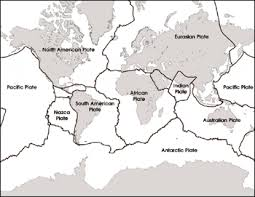 North American Plate
Eurasian Plate
Pacific Plate
Nazca
Plate
South American
Plate
African
Plate
Indian
Plate
Pacific Plate
Australian Plate
Antarctic Plate